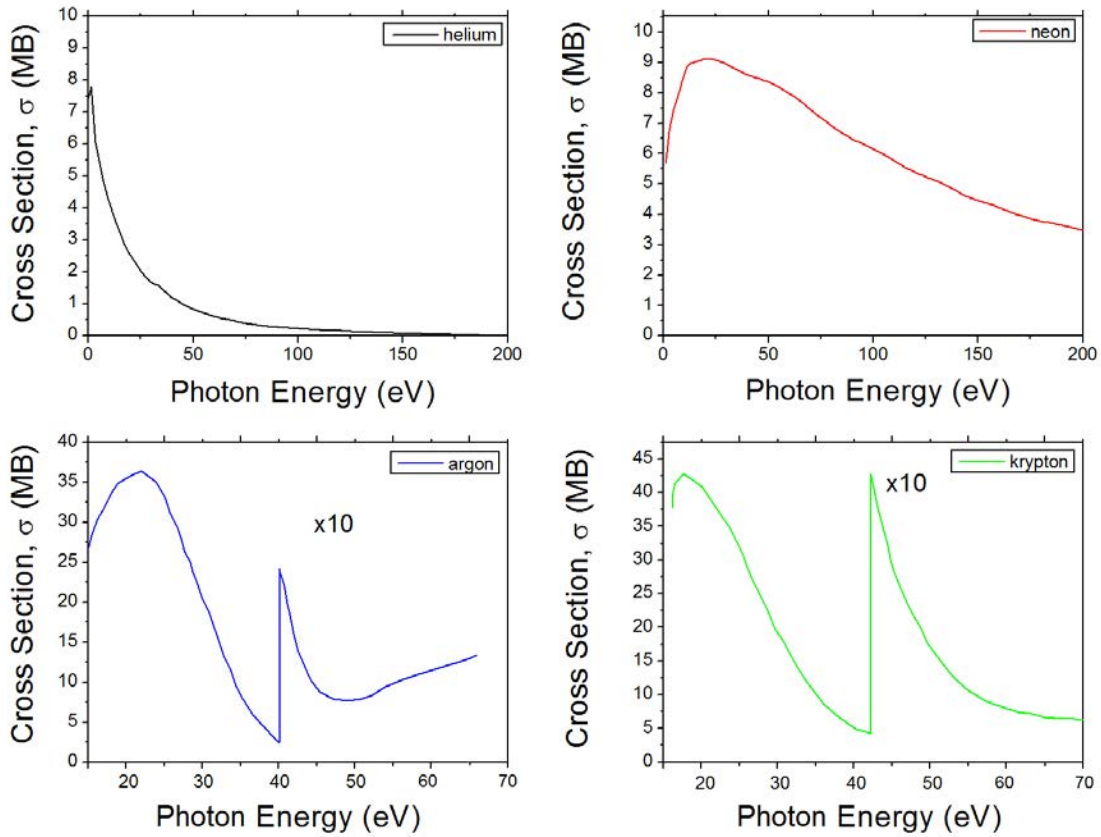 helium
Cross Section, σ (MB)
10
9
8
7
6
5
4
3
2
1
0
0 50 100 150 200
Photon Energy (eV)
neon
Cross Section, σ (MB)
10
9
8
7
6
5
4
3
2
1
0
0 50 100 150 200
Photon Energy (eV)
argon
x10
Cross Section, σ (MB)
40
35
30
25
20
15
10
5
0
20 30 40 50 60 70
Photon Energy (eV)
krypton
x10
Cross Section, σ (MB)
45
40
35
30
25
20
15
10
5
0
20 30 40 50 60 70
Photon Energy (eV)